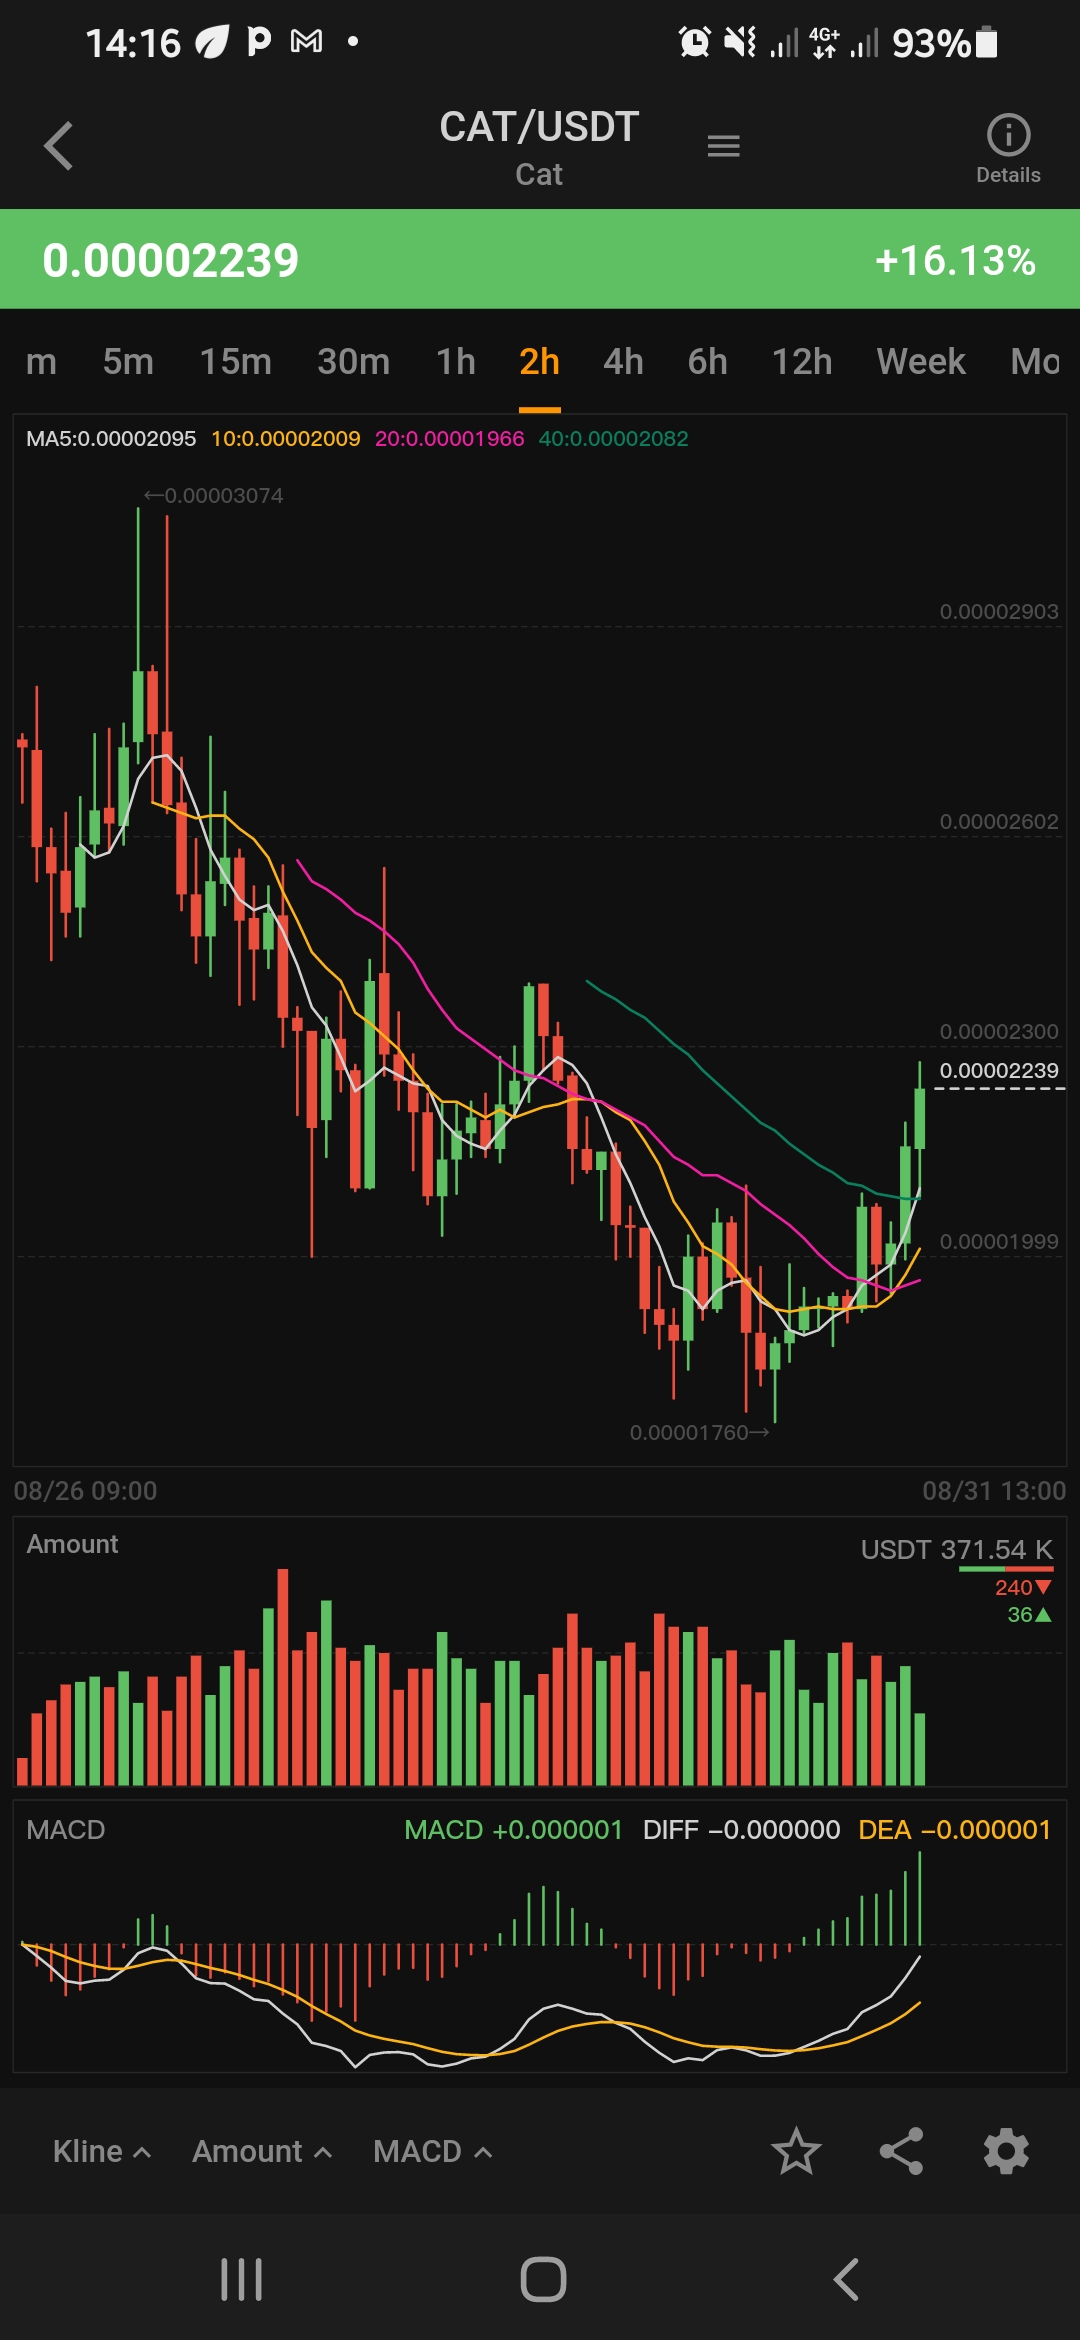 14:16 4G+ 93%
CAT/USDT
Cat
Details
0.00002239 +16.13%
m 5m 15m 30m 1h 2h 4h 6h 12h Week Mo
MA5:0.00002095 10:0.00002009 20:0.00001966 40:0.00002082
←0.00003074
0.00002903
0.00002602
0.00002300
0.00002239
0.00001999
0.00001760→
08/26 09:00 08/31 13:00
Amount USDT 371.54 K
240▼
36▲
MACD MACD +0.000001 DIFF −0.000000 DEA −0.000001
Kline Amount MACD